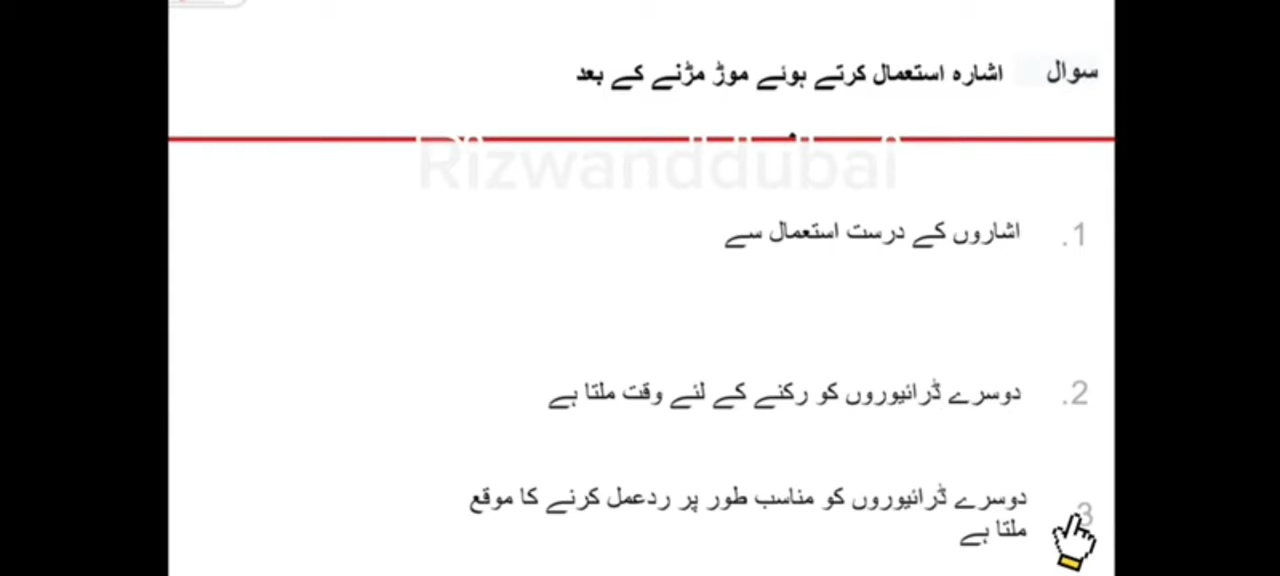 سوال اشارہ استعمال کرتے ہوئے موڑ مڑنے کے بعد
Rizwanddubai
1. اشاروں کے درست استعمال سے
2. دوسرے ڈرائیوروں کو رکنے کے لئے وقت ملتا ہے
3 دوسرے ڈرائیوروں کو مناسب طور پر ردعمل کرنے کا موقع
ملتا ہے